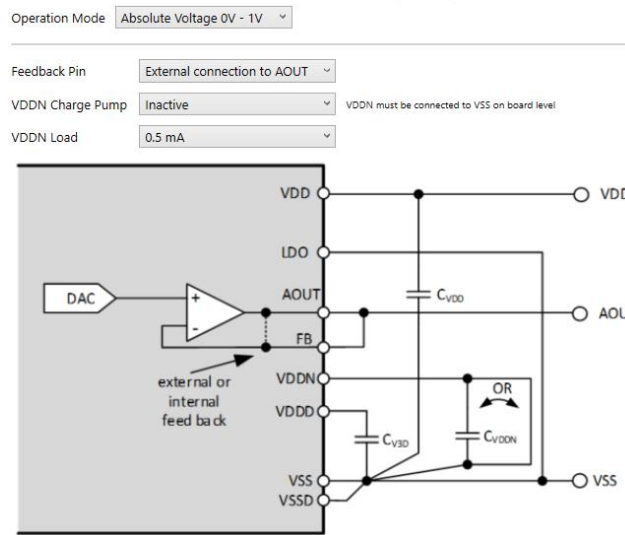 Operation Mode Absolute Voltage 0V - 1V
Feedback Pin External connection to AOUT
VDDN Charge Pump Inactive VDDN must be connected to VSS on board level
VDDN Load 0.5 mA
VDD VDD
LDO
DAC + AOUT CVDD AOU
- FB
external or
internal
feed back
VDDN OR
VDDD CV3D CVDDN
VSS VSS
VSSD